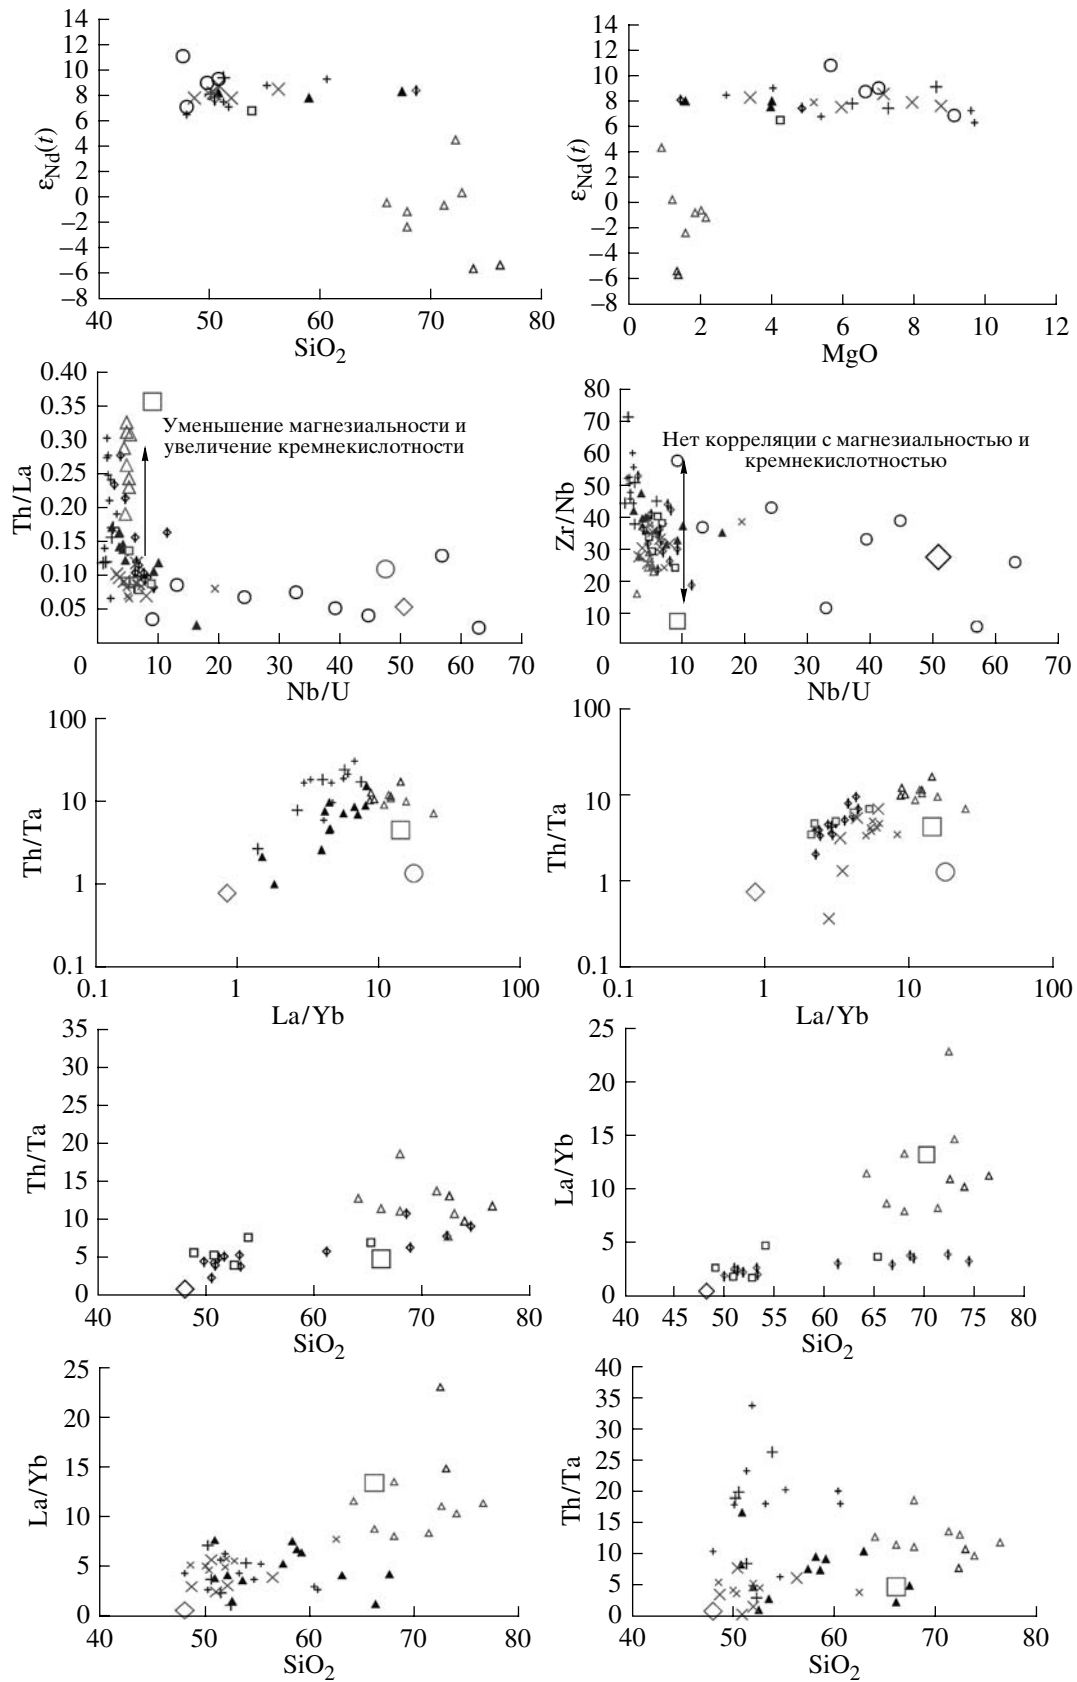 14
12
10
8
6
4
2
0
−2
−4
−6
−8
εNd(t)
40 50 60 70 80
SiO2
14
12
10
8
6
4
2
0
−2
−4
−6
−8
εNd(t)
0 2 4 6 8 10 12
MgO
0.40
0.35
0.30
0.25
0.20
0.15
0.10
0.05
Th/La
Уменьшение магнезиальности и
увеличение кремнекислотности
0 10 20 30 40 50 60 70
Nb/U
80
70
60
50
40
30
20
10
Zr/Nb
Нет корреляции с магнезиальностью и
кремнекислотностью
0 10 20 30 40 50 60 70
Nb/U
100
10
1
0.1
Th/Ta
0.1 1 10 100
La/Yb
100
10
1
0.1
Th/Ta
0.1 1 10 100
La/Yb
35
30
25
20
15
10
5
0
Th/Ta
40 50 60 70 80
SiO2
25
20
15
10
5
0
La/Yb
40 45 50 55 60 65 70 75 80
SiO2
25
20
15
10
5
0
La/Yb
40 50 60 70 80
SiO2
40
35
30
25
20
15
10
5
0
Th/Ta
40 50 60 70 80
SiO2